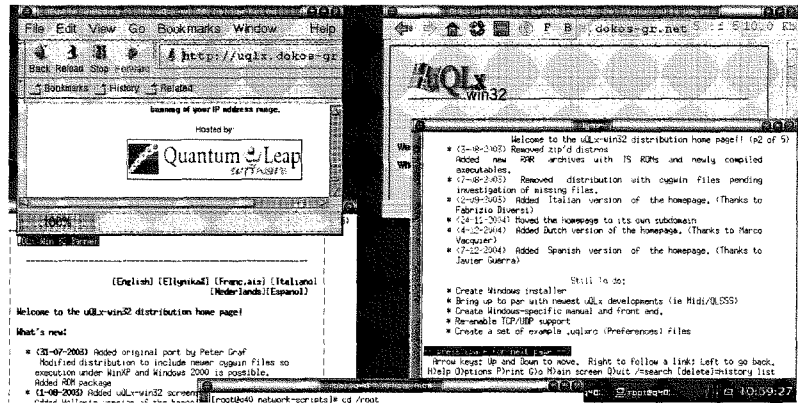 File Edit View Go Bookmarks Window Help
Back Reload Stop Forward
http://uqlx.dokos-gr
Bookmarks History Related
banning of your IP address range.
Hosted by:
Quantum Leap
software
100%
[English] [Ellynika] [Franc,ais] [Italiano]
[Nederlands][Espanol]
Welcome to the uQLx-win32 distribution home page!
What's new:
* (31-07-2003) Added original port by Peter Graf
Modified distribution to include newer cygwin files so
execution under WinXP and Windows 2000 is possible.
Added ROM package
* (1-08-2003) Added uQLx-win32 screens
F B
dokos-gr.net
uQLx
win32
Welcome to the uQLx-win32 distribution home page!! (p2 of 5)
* (3-08-2003) Removed zip'd distros
Added new RAR archives with TS ROMs and newly compiled
executables.
* (7-08-2003) Removed distribution with cygwin files pending
investigation of missing files.
* (2-09-2003) Added Italian version of the homepage. (Thanks to
Fabrizio Diversi)
* (24-11-2004) Moved the homepage to its own subdomain
* (4-12-2004) Added Dutch version of the homepage. (Thanks to Marco
Vacquier)
* (7-12-2004) Added Spanish version of the homepage. (Thanks to
Javier Guerra)
Still To do:
* Create Windows installer
* Bring up to par with newest uQLx developments (ie Midi/QLSSS)
* Create Windows-specific manual and front end.
* Re-enable TCP/UDP support
* Create a set of example .uqlxrc (Preferences) files
Arrow keys: Up and Down to move. Right to follow a link; Left to go back.
H)elp O)ptions P)rint G)o M)ain screen Q)uit /=search [delete]=history list
[root@q40 network-scripts]# cd /root
10:59:27